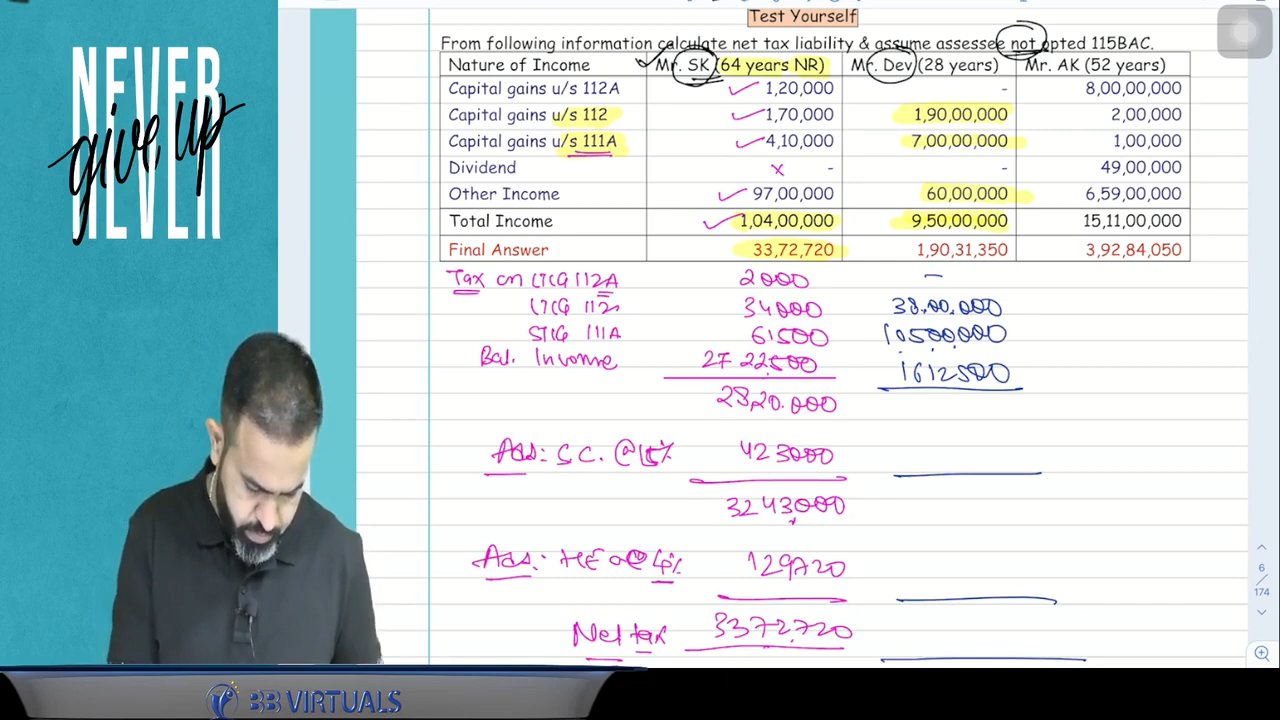 Test Yourself
From following information calculate net tax liability & assume assessee not opted 115BAC.
Nature of Income Mr. SK (64 years NR) Mr. Dev (28 years) Mr. AK (52 years)
Capital gains u/s 112A 1,20,000 - 8,00,00,000
Capital gains u/s 112 1,70,000 1,90,00,000 2,00,000
Capital gains u/s 111A 4,10,000 7,00,00,000 1,00,000
Dividend - - 49,00,000
Other Income 97,00,000 60,00,000 6,59,00,000
Total Income 1,04,00,000 9,50,00,000 15,11,00,000
Final Answer 33,72,720 1,90,31,350 3,92,84,050
Tax on LTCG 112A 2000 -
LTCG 112 34000 38,00,000
STCG 111A 61500 10500000
Bal. Income 2722500 1612500
2820000
Add: S.C. @15% 423000
3243000
Add: HEC @ 4% 129720
Net tax 3372720
NEVER
give up
NEVER
BB VIRTUALS
6
/
174